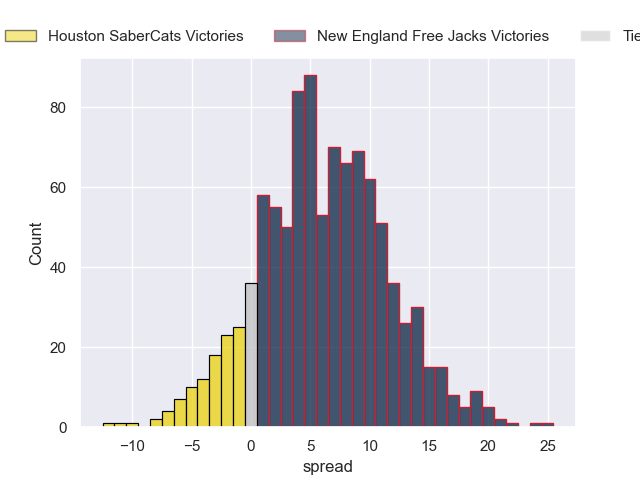 Houston SaberCats Victories New England Free Jacks Victories Tie
80
60
40
20
0
Count
−10 −5 0 5 10 15 20 25
spread